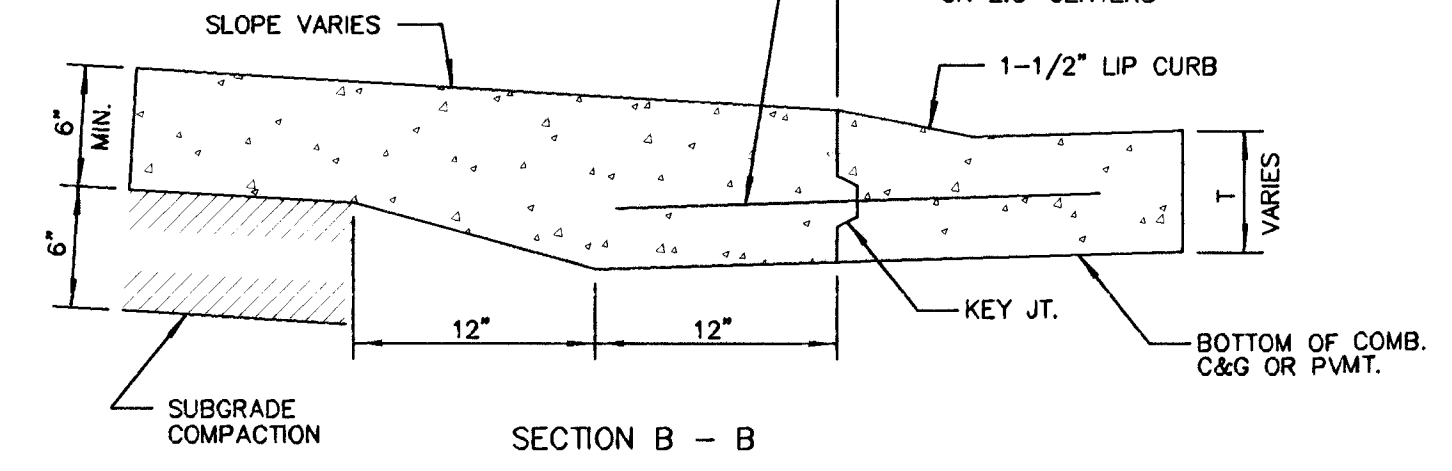 SLOPE VARIES
1-1/2" LIP CURB
6"
MIN.
6"
T
VARIES
12"
12"
KEY JT.
BOTTOM OF COMB.
C&G OR PVMT.
SUBGRADE
COMPACTION
SECTION B - B